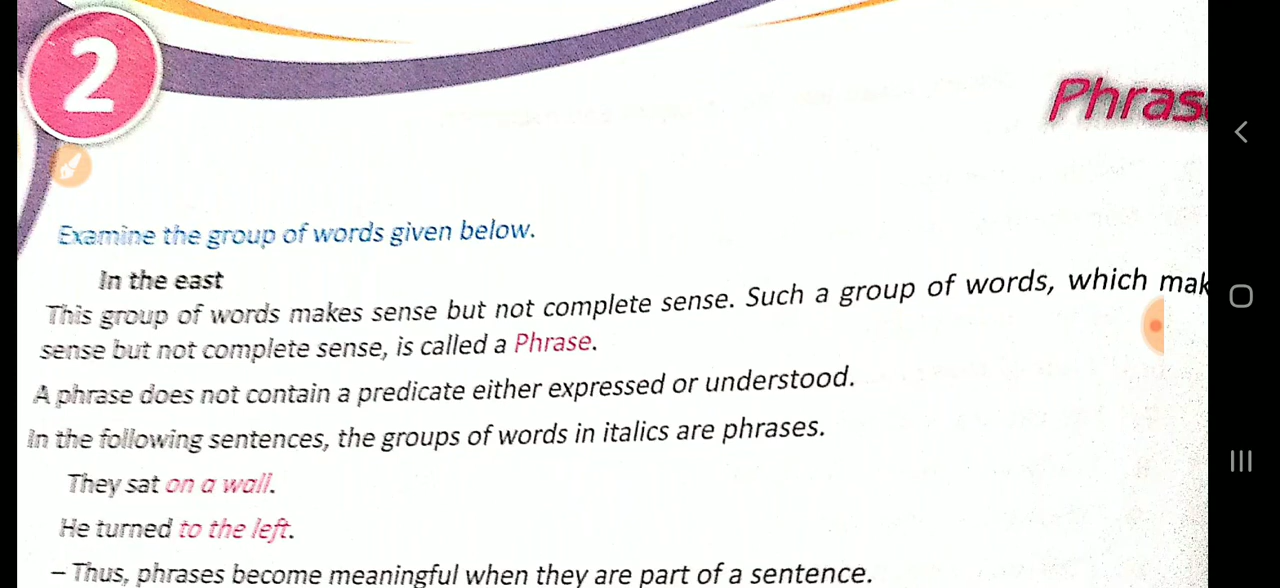 2
Phras
Examine the group of words given below.
In the east
This group of words makes sense but not complete sense. Such a group of words, which mak
sense but not complete sense, is called a Phrase.
A phrase does not contain a predicate either expressed or understood.
In the following sentences, the groups of words in italics are phrases.
They sat on a wall.
He turned to the left.
– Thus, phrases become meaningful when they are part of a sentence.